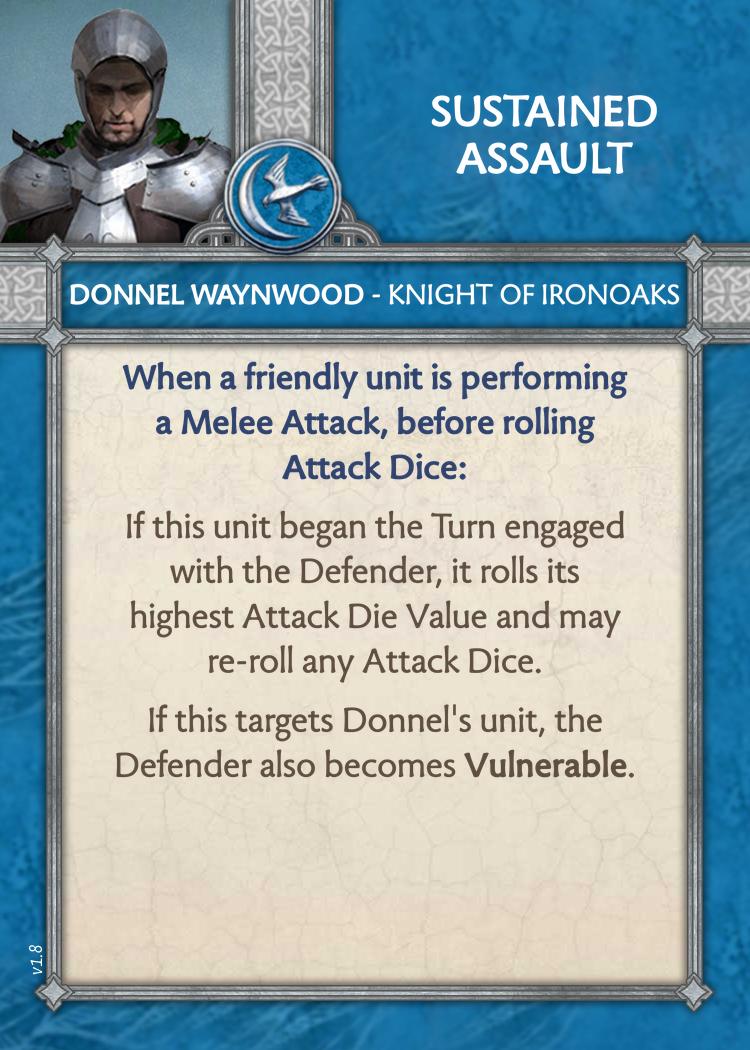 SUSTAINED
ASSAULT
DONNEL WAYNWOOD - KNIGHT OF IRONOAKS
When a friendly unit is performing
a Melee Attack, before rolling
Attack Dice:
If this unit began the Turn engaged
with the Defender, it rolls its
highest Attack Die Value and may
re-roll any Attack Dice.
If this targets Donnel's unit, the
Defender also becomes Vulnerable.
v1.8